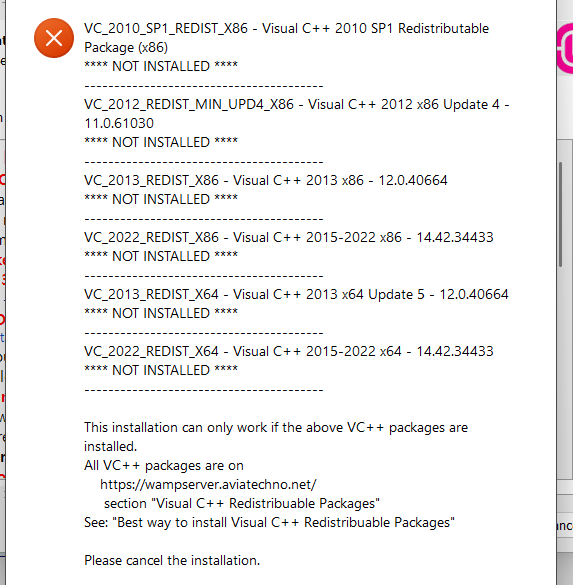 VC_2010_SP1_REDIST_X86 - Visual C++ 2010 SP1 Redistributable
Package (x86)
**** NOT INSTALLED ****
--------------------------------------
VC_2012_REDIST_MIN_UPD4_X86 - Visual C++ 2012 x86 Update 4 -
11.0.61030
**** NOT INSTALLED ****
--------------------------------------
VC_2013_REDIST_X86 - Visual C++ 2013 x86 - 12.0.40664
**** NOT INSTALLED ****
--------------------------------------
VC_2022_REDIST_X86 - Visual C++ 2015-2022 x86 - 14.42.34433
**** NOT INSTALLED ****
--------------------------------------
VC_2013_REDIST_X64 - Visual C++ 2013 x64 Update 5 - 12.0.40664
**** NOT INSTALLED ****
--------------------------------------
VC_2022_REDIST_X64 - Visual C++ 2015-2022 x64 - 14.42.34433
**** NOT INSTALLED ****
--------------------------------------
This installation can only work if the above VC++ packages are
installed.
All VC++ packages are on
https://wampserver.aviatechno.net/
section "Visual C++ Redistribuable Packages"
See: "Best way to install Visual C++ Redistribuable Packages"
Please cancel the installation.